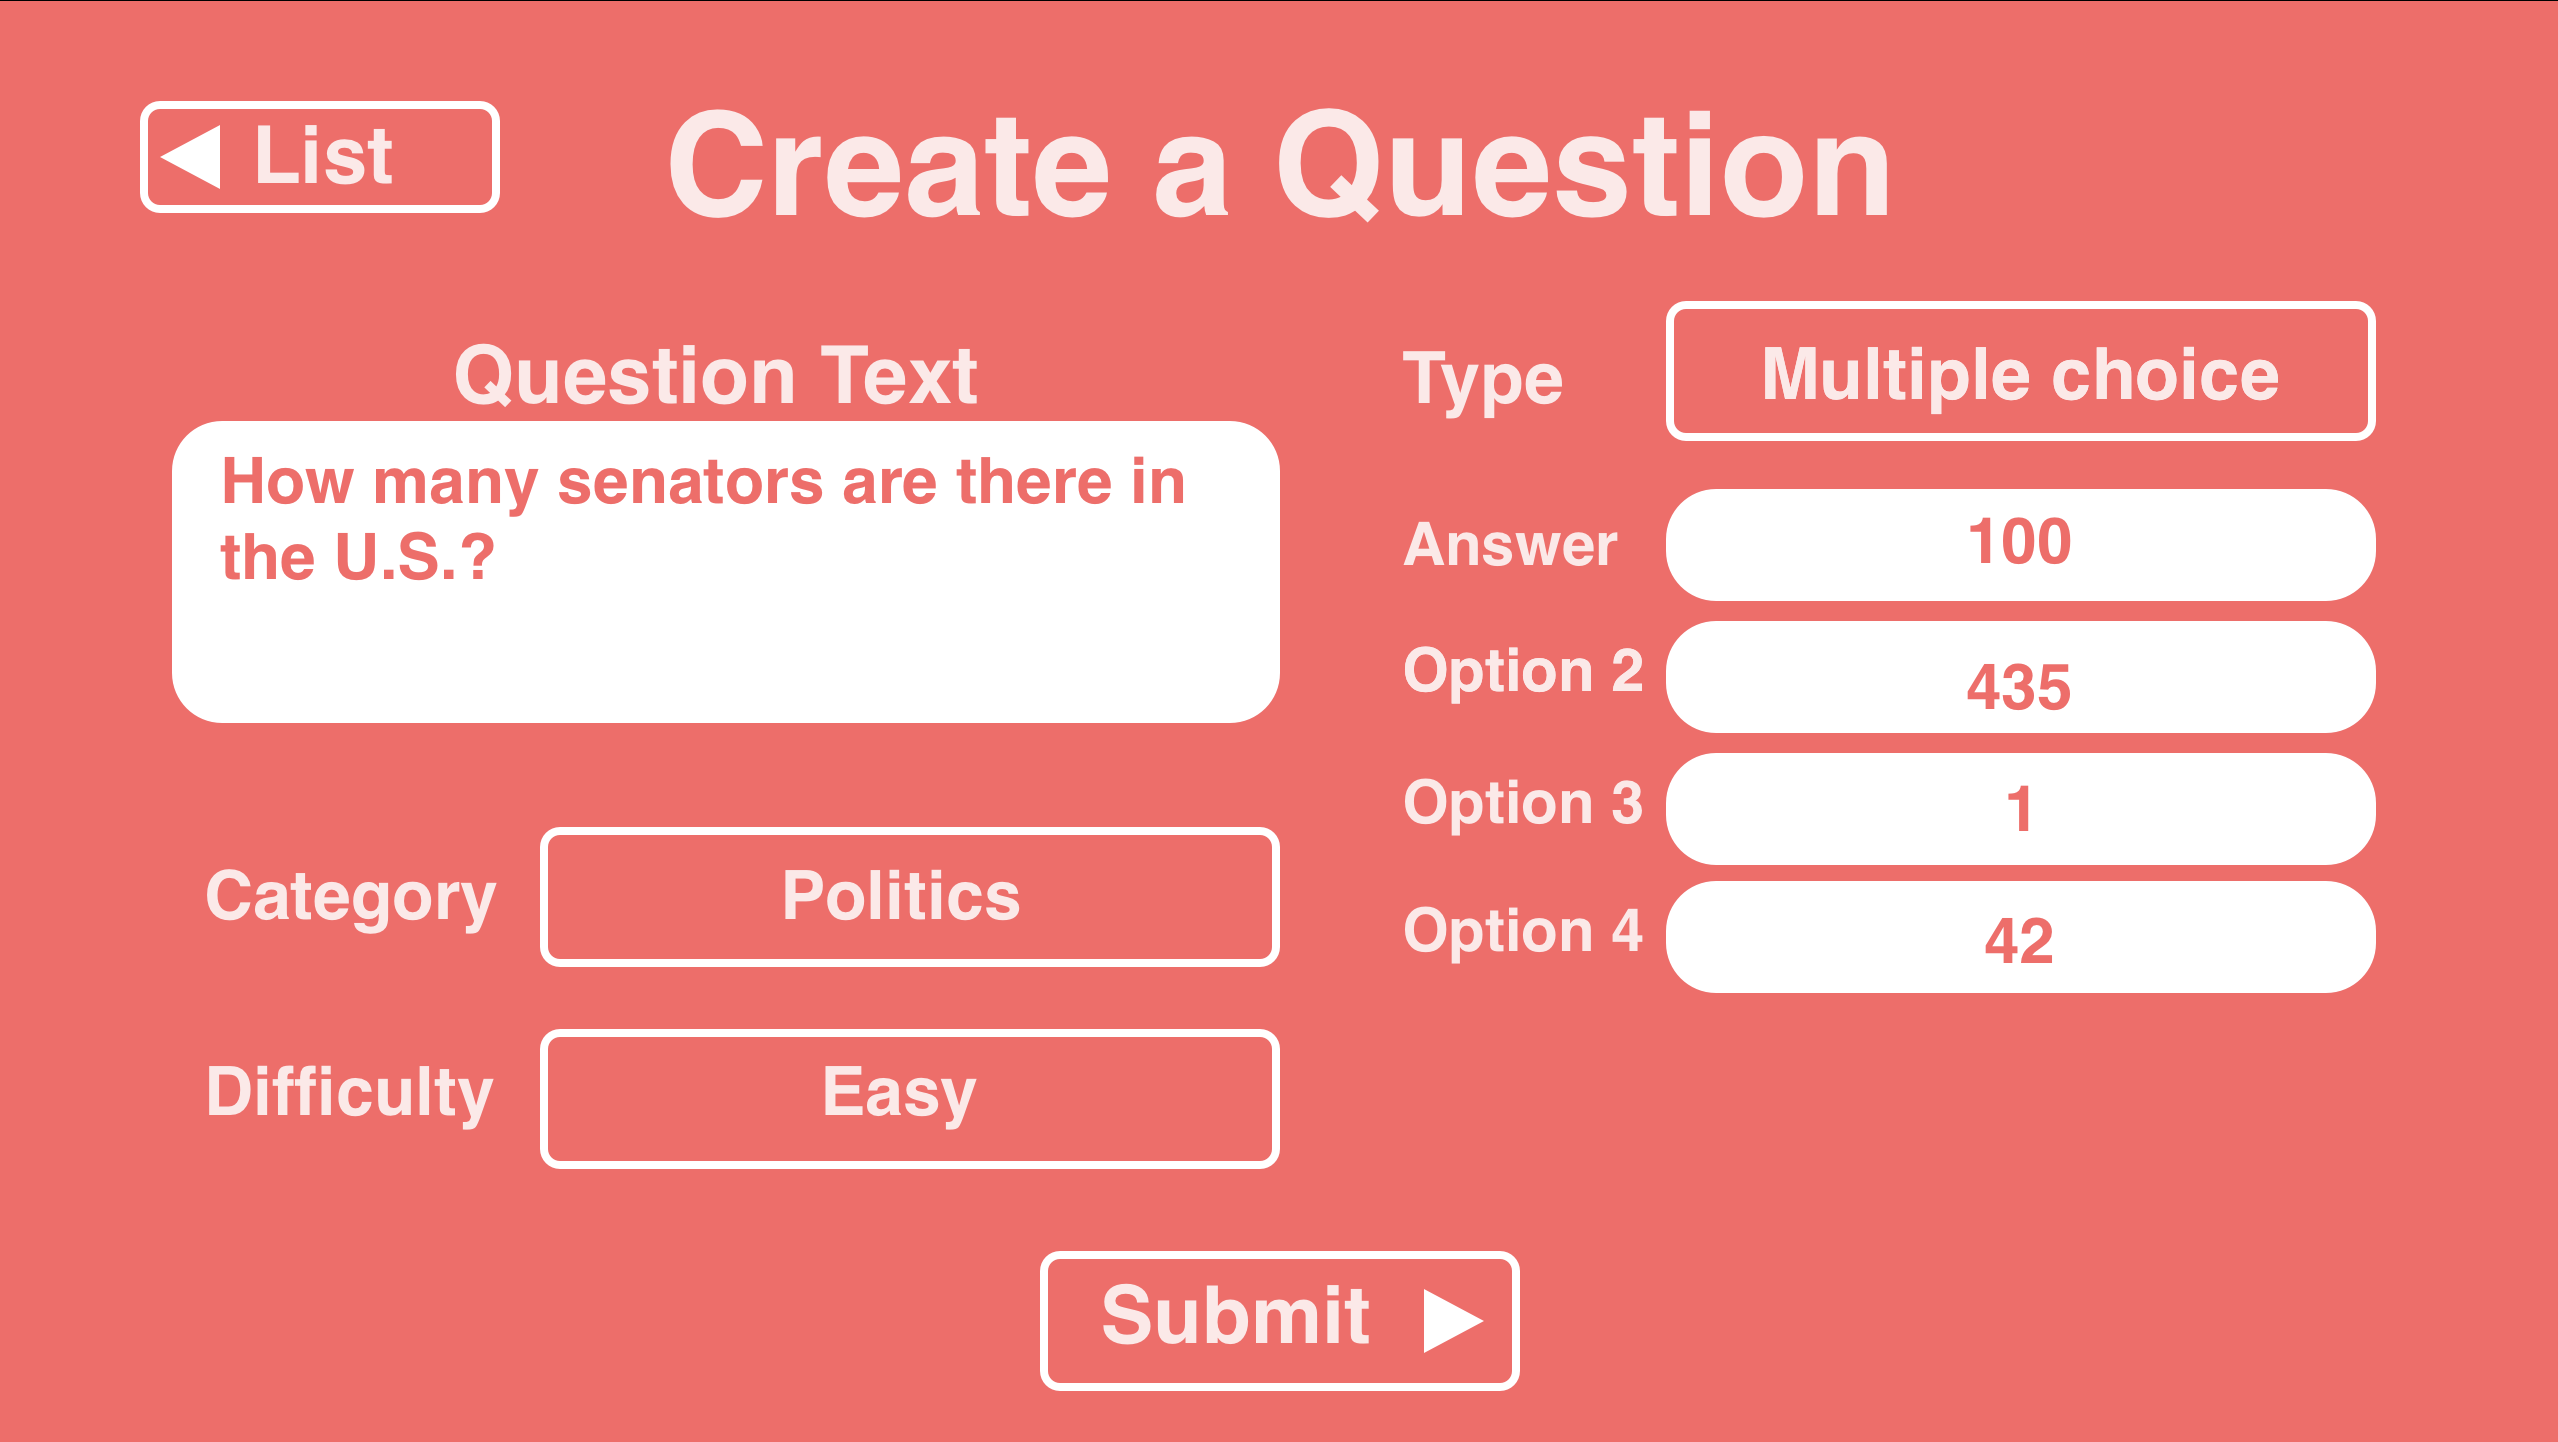 List
Create a Question
Question Text
How many senators are there in
the U.S.?
Category
Politics
Difficulty
Easy
Type
Multiple choice
Answer
100
Option 2
435
Option 3
1
Option 4
42
Submit